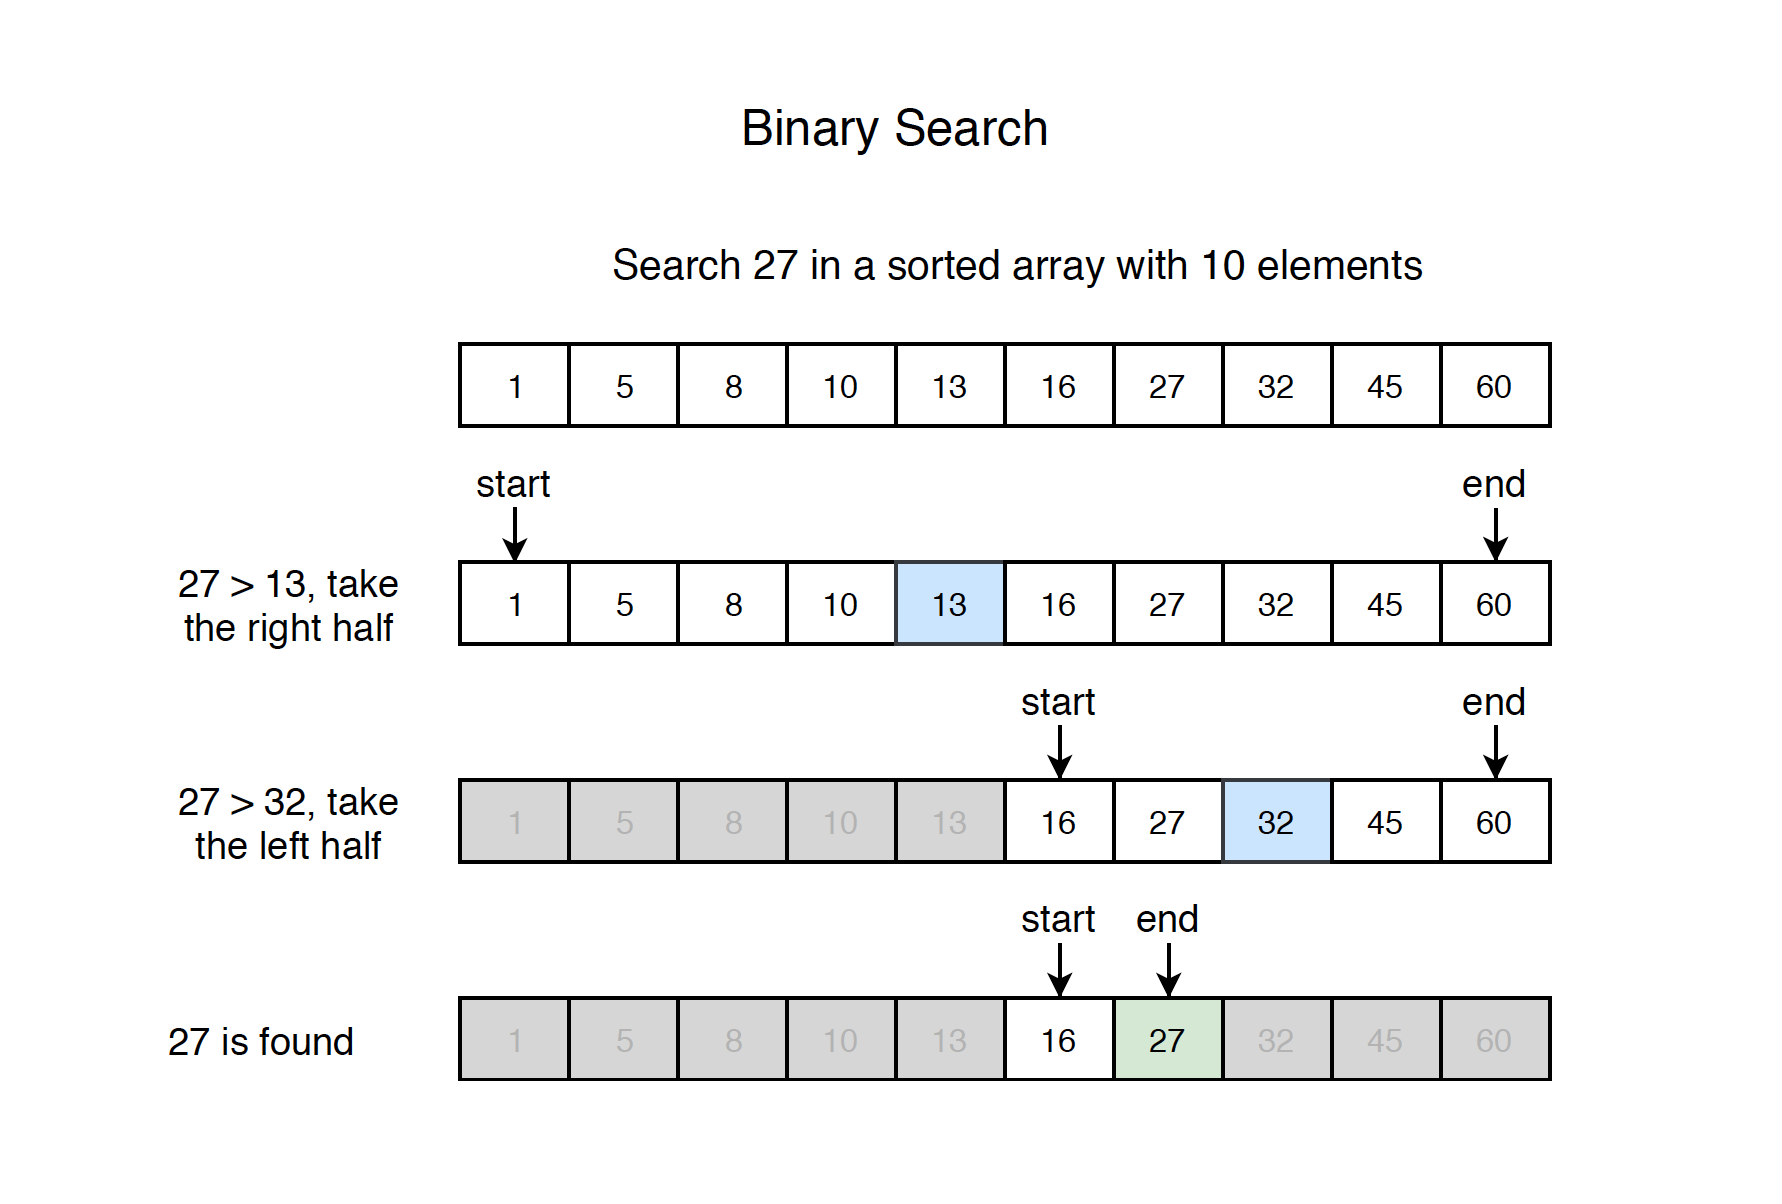 Binary Search
Search 27 in a sorted array with 10 elements
1 5 8 10 13 16 27 32 45 60
start end
27 > 13, take
the right half
1 5 8 10 13 16 27 32 45 60
start end
27 > 32, take
the left half
1 5 8 10 13 16 27 32 45 60
start end
27 is found
1 5 8 10 13 16 27 32 45 60